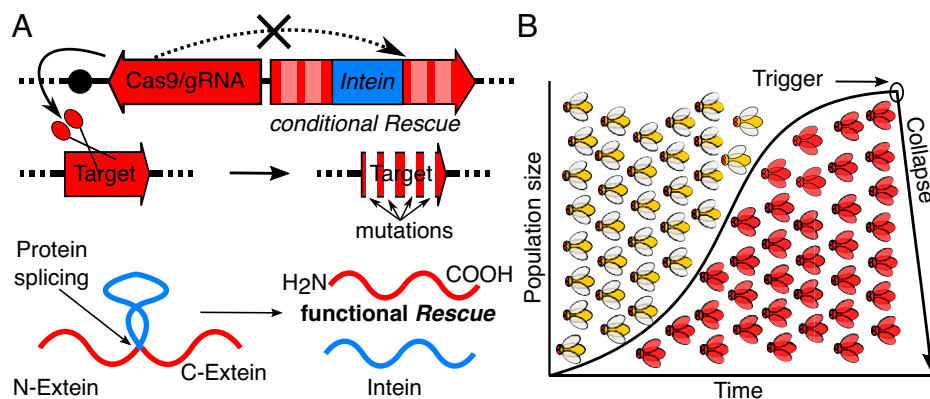 A
Cas9/gRNA
Intein
conditional Rescue
Target
Target
mutations
Protein
splicing
N-Extein
C-Extein
H2N
COOH
functional Rescue
Intein
B
Trigger
Collapse
Population size
Time